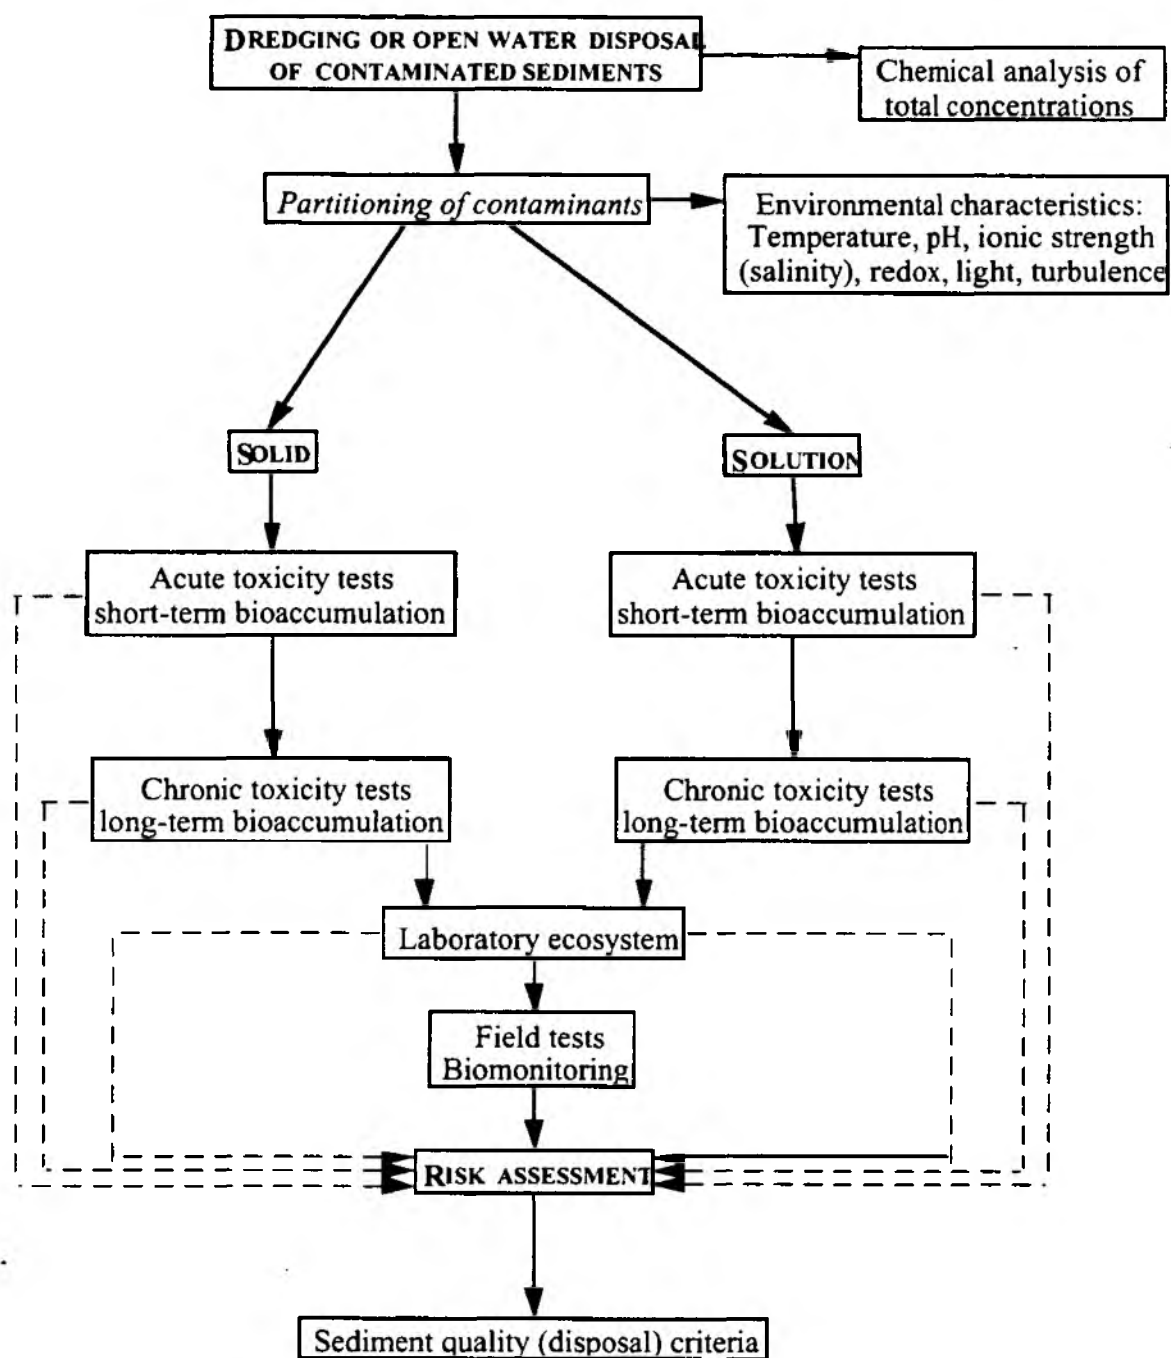 DREDGING OR OPEN WATER DISPOSAL
OF CONTAMINATED SEDIMENTS
Chemical analysis of
total concentrations
Partitioning of contaminants
Environmental characteristics:
Temperature, pH, ionic strength
(salinity), redox, light, turbulence
SOLID
SOLUTION
Acute toxicity tests
short-term bioaccumulation
Acute toxicity tests
short-term bioaccumulation
Chronic toxicity tests
long-term bioaccumulation
Chronic toxicity tests
long-term bioaccumulation
Laboratory ecosystem
Field tests
Biomonitoring
RISK ASSESSMENT
Sediment quality (disposal) criteria